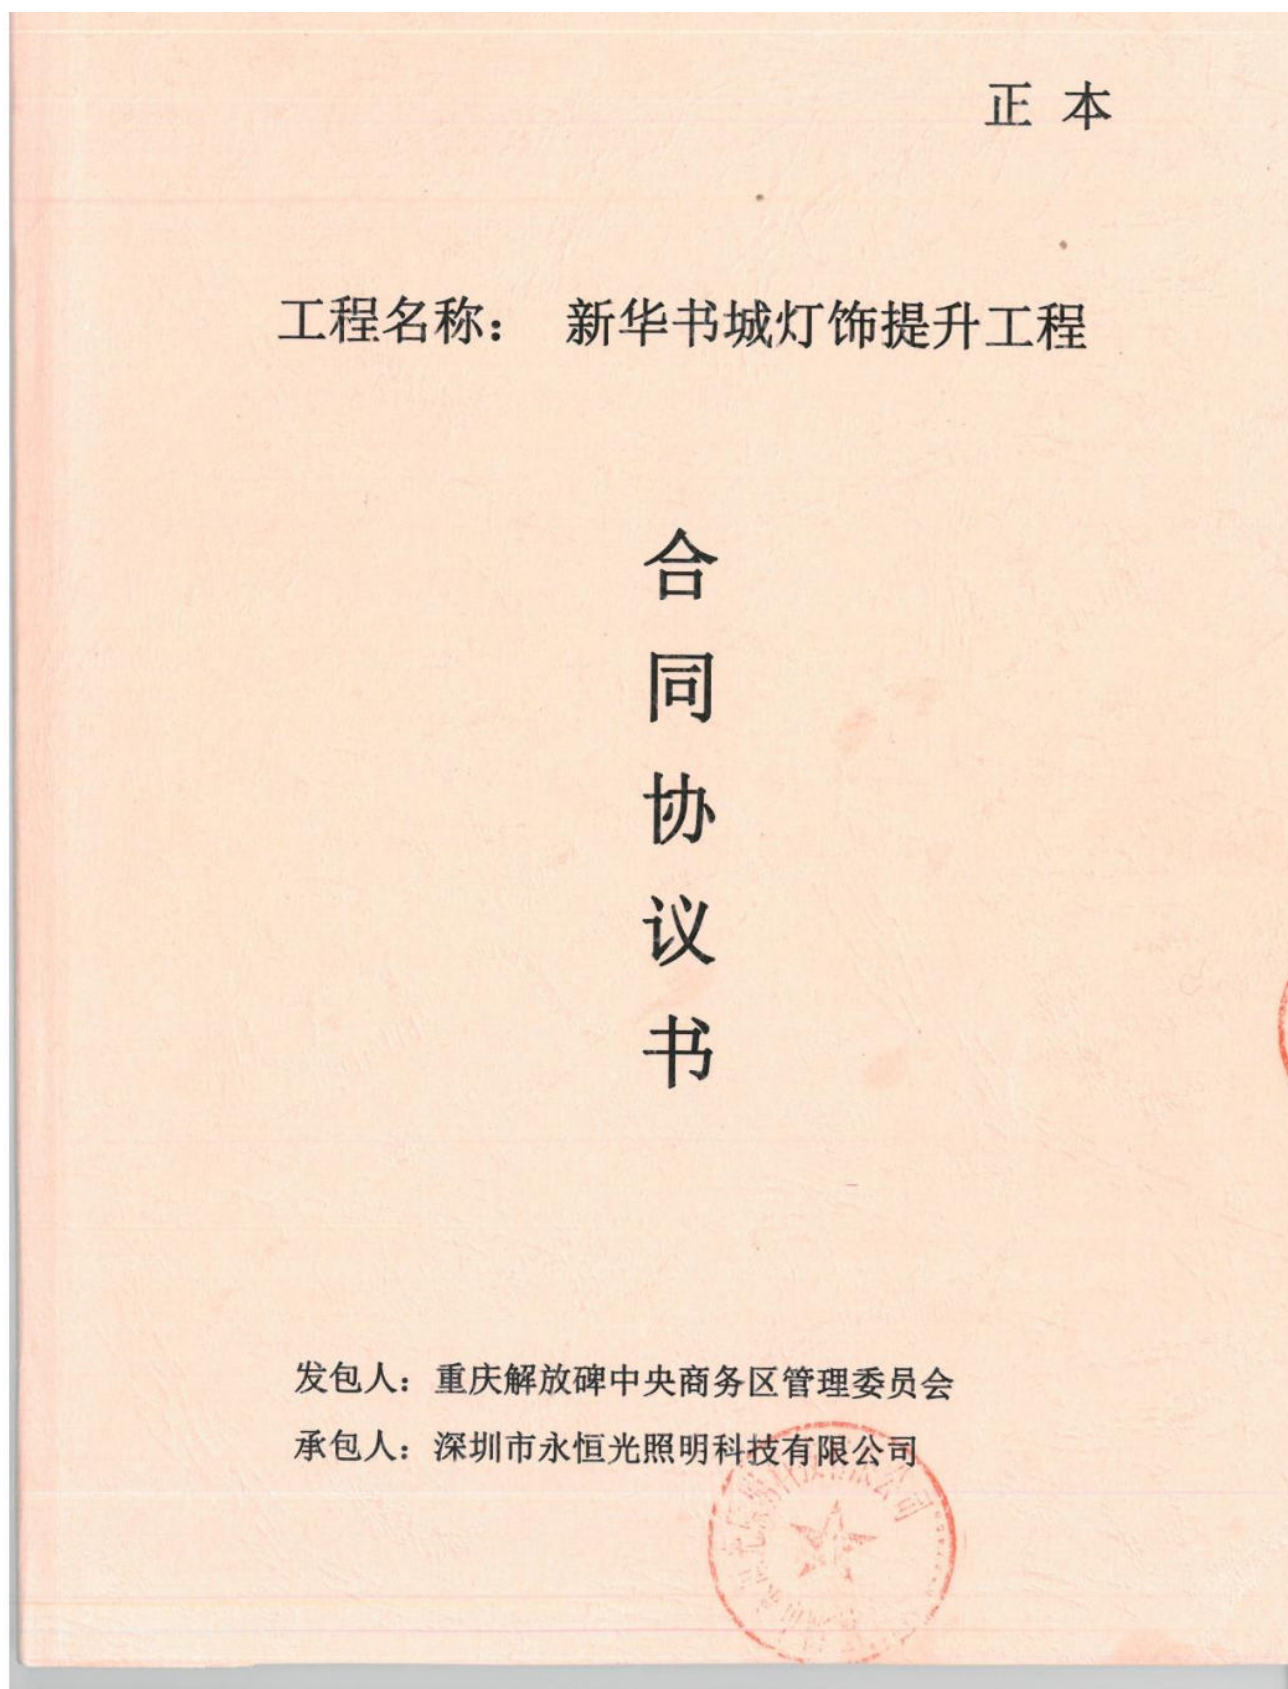 正 本
工程名称： 新华书城灯饰提升工程
合
同
协
议
书
发包人：重庆解放碑中央商务区管理委员会
承包人：深圳市永恒光照明科技有限公司